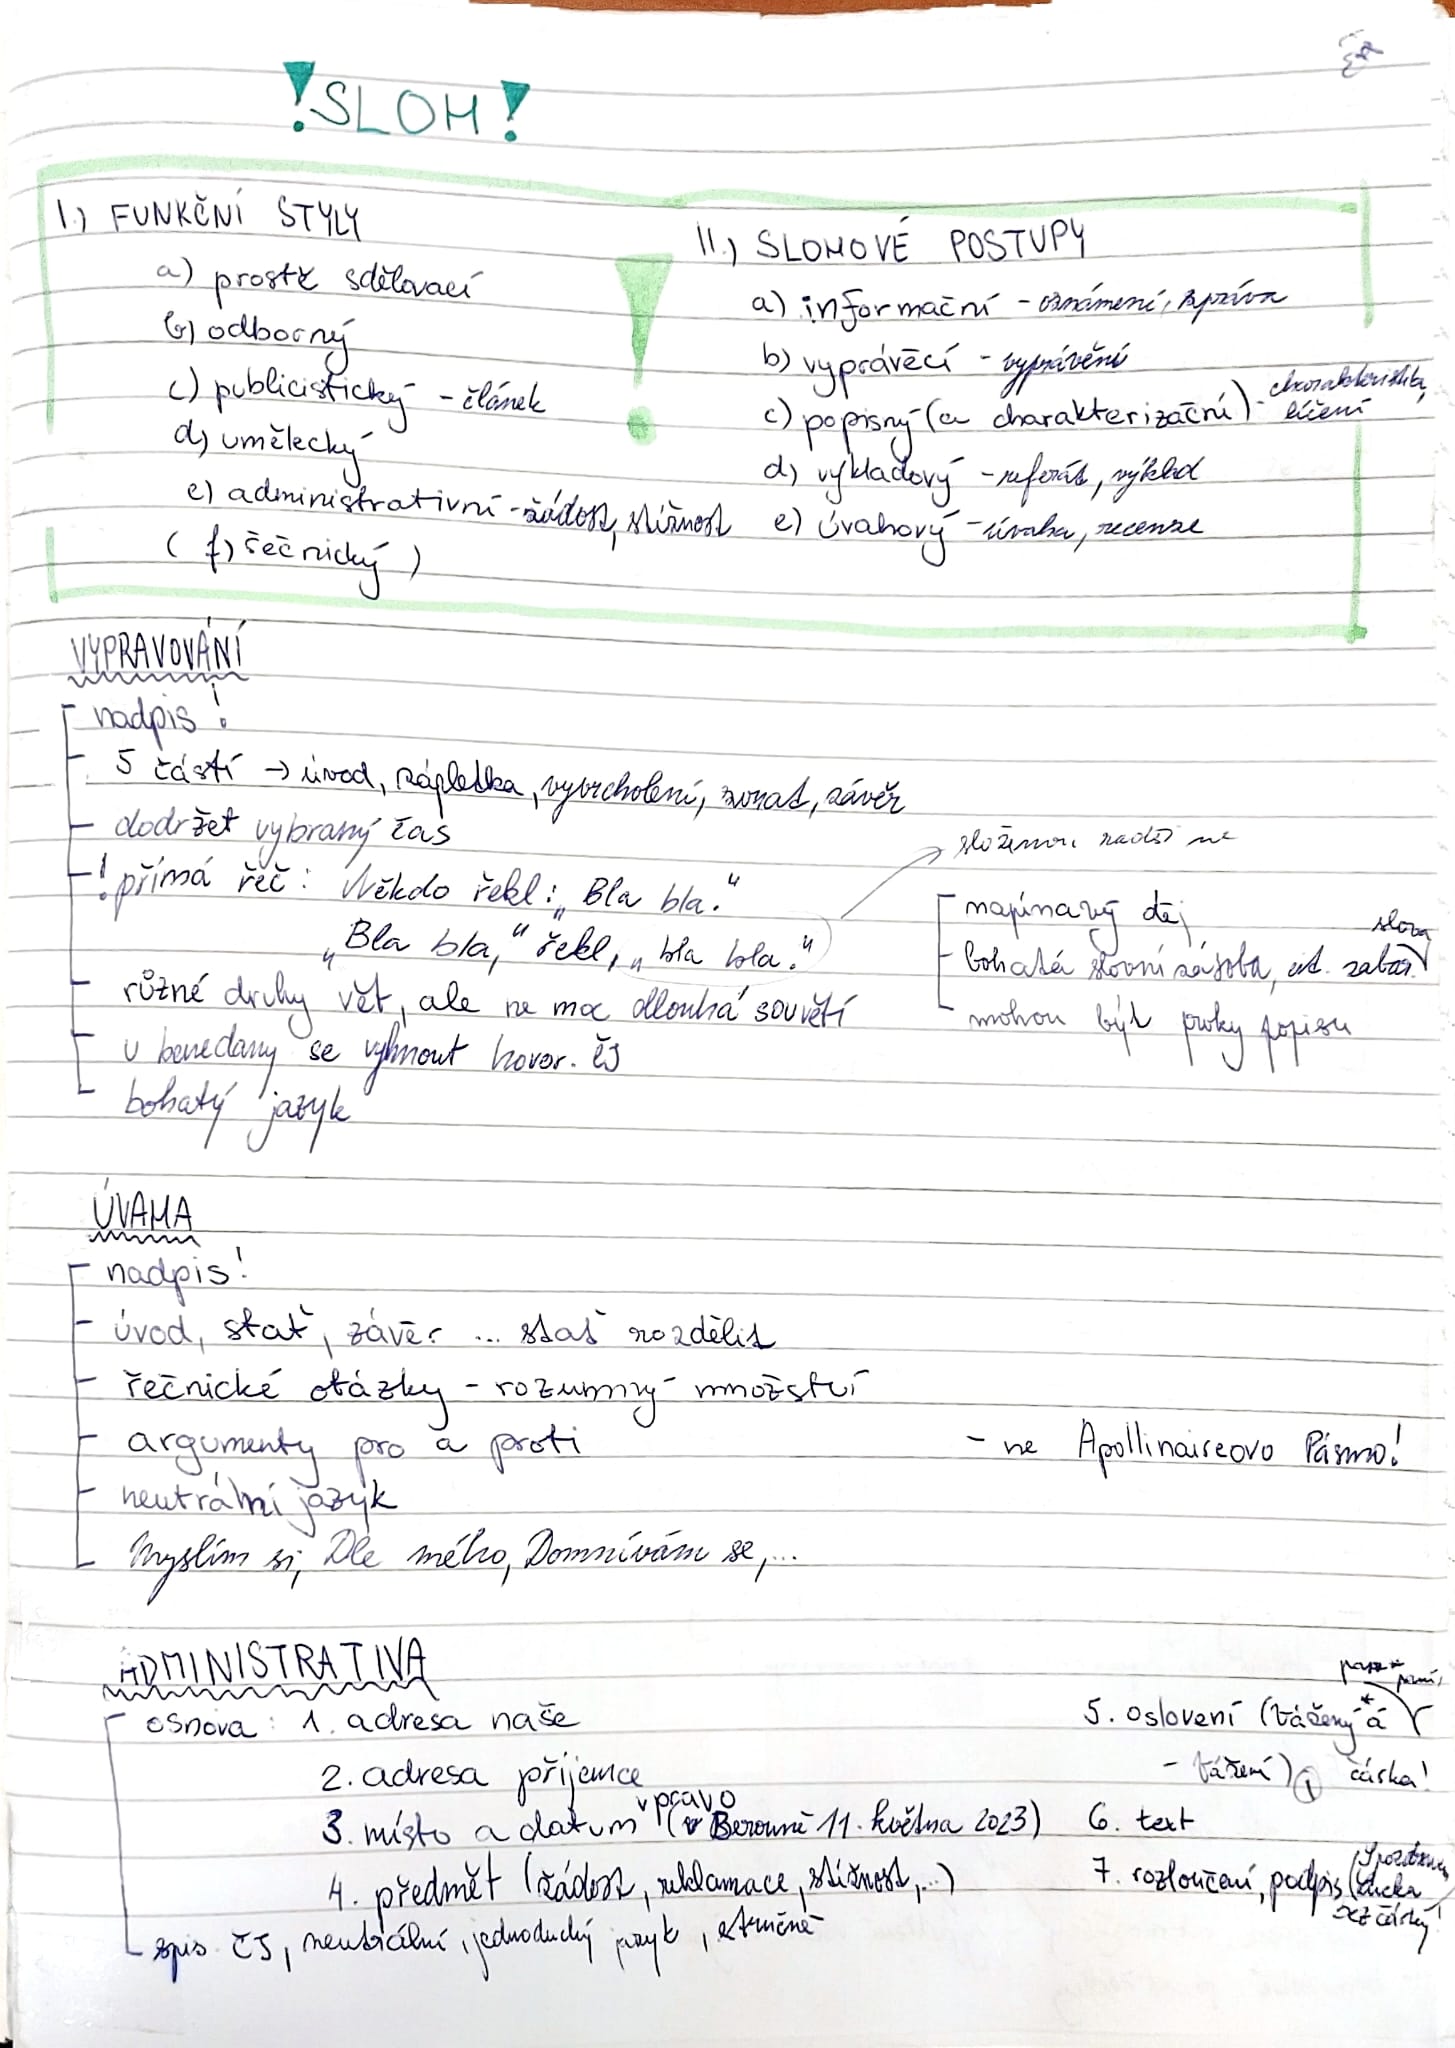 ! SLOH !
I.) FUNKČNÍ STYLY
a) prostě sdělovací
b) odborný
c) publicistický - článek
d) umělecký
e) administrativní - žádost, stížnost
( f) řečnický )
II.) SLOHOVÉ POSTUPY
a) informační - oznámení, zpráva
b) vyprávěcí - vyprávění
c) popisný (a charakterizační) - charakteristika,
líčení
d) výkladový - referát, výklad
e) úvahový - úvaha, recenze
VYPRAVOVÁNÍ
- nadpis!
- 5 částí → úvod, zápletka, vyvrcholení, zvrat, závěr
- dodržet vybraný čas
- ! přímá řeč: Někdo řekl: „Bla bla."
„Bla bla," řekl, „bla bla."
- různé druhy vět, ale ne moc dlouhá souvětí
- u benedany se vyhnout hovor. čj
- bohatý jazyk
složenou radši ne
- napínavý děj
- bohatá slovní zásoba, cit. zabar.
slova
- mohou být prvky popisu
ÚVAHA
- nadpis!
- úvod, stať, závěr ... stať rozdělit
- řečnické otázky - rozumný množství
- argumenty pro a proti
- neutrální jazyk
- Myslím si, Dle mého, Domnívám se,...
- ne Apollinaireovo Pásmo!
ADMINISTRATIVA
- osnova: 1. adresa naše
2. adresa příjemce
3. místo a datum vpravo (v Berouně 11. května 2023)
4. předmět (žádost, reklamace, stížnost,...)
5. oslovení (Vážený* á
- Vážení) ① čárka!
6. text
7. rozloučení, podpis (S pozdravem
bez čárky!
- spis. ČJ, neutrální, jednoduchý jazyk, stručně